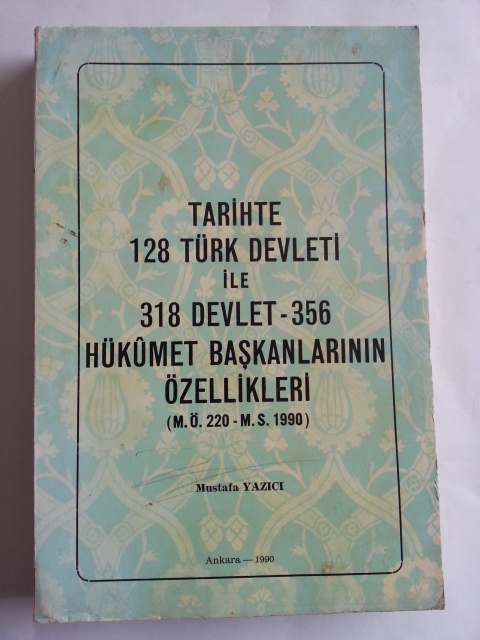 TARİHTE
128 TÜRK DEVLETİ
İLE
318 DEVLET - 356
HÜKÛMET BAŞKANLARININ
ÖZELLİKLERİ
(M.Ö. 220 - M.S. 1990)
Mustafa YAZICI
Ankara — 1990